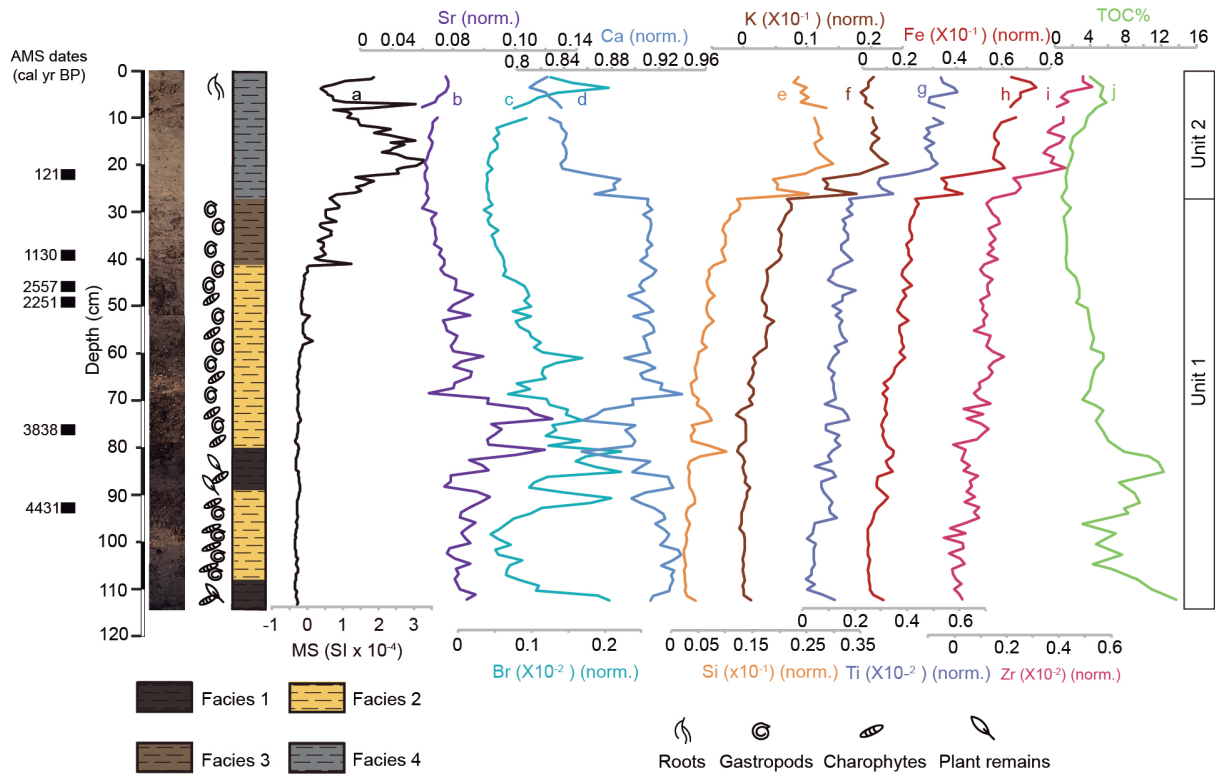 Sr (norm.)
K (X10-1) (norm.)
TOC%
0 0.04 0.08 0.10 0.14
Ca (norm.)
0 0.1 0.2
Fe (X10-1) (norm.)
0 4 8 12 16
AMS dates
(cal yr BP)
0.8 0.84 0.88 0.92 0.96
0 0.2 0.4 0.6 0.8
0
10
20
30
40
50
60
70
80
90
100
110
120
Depth (cm)
121
1130
2557
2251
3838
4431
a
b
c
d
e
f
g
h
i
j
Unit 2
Unit 1
-1 1 3
MS (SI x 10-4)
0 0.1 0.2
Br (X10-2) (norm.)
0 0.05 0.15 0.25 0.35
Si (x10-1) (norm.)
0 0.2 0.4 0.6
Ti (X10-2) (norm.)
0 0.2 0.4 0.6
Zr (X10-2) (norm.)
Facies 1
Facies 2
Facies 3
Facies 4
Roots
Gastropods
Charophytes
Plant remains